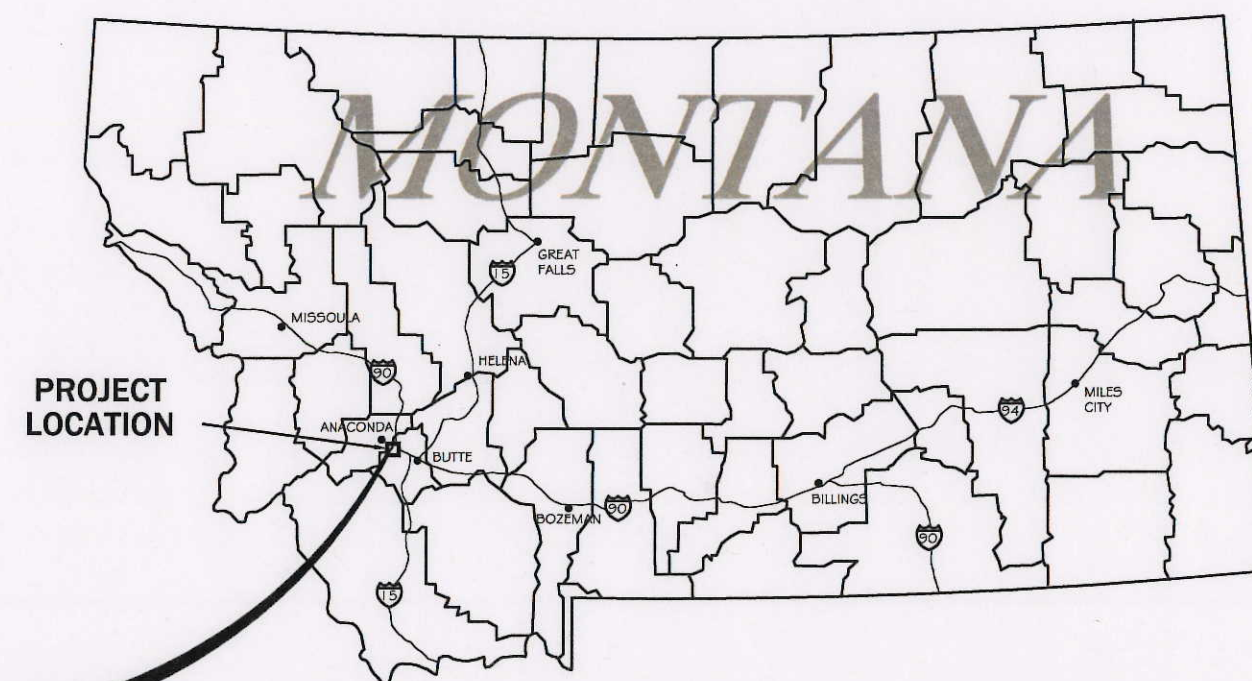 MONTANA
GREAT
FALLS
15
MISSOULA
90
HELENA
PROJECT
LOCATION
ANACONDA
BUTTE
MILES
CITY
94
BILLINGS
BOZEMAN
90
90
15